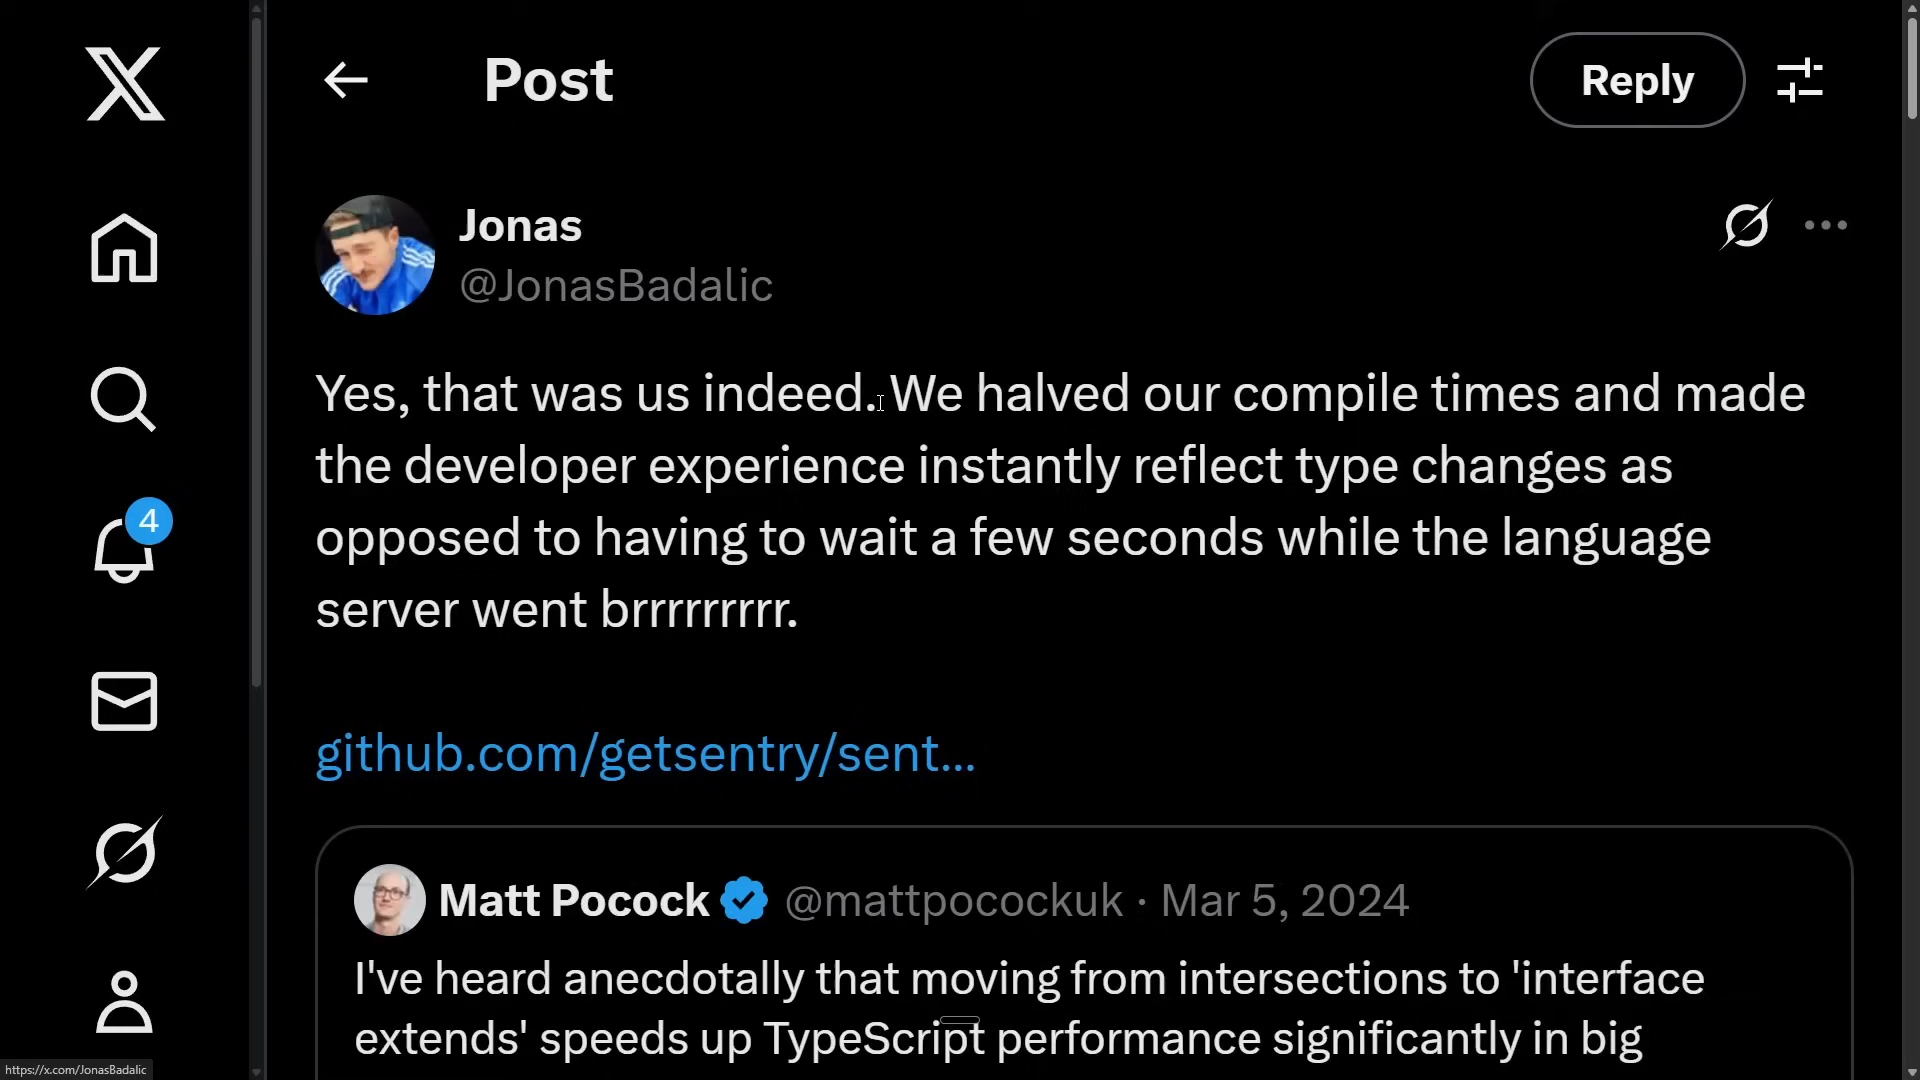 Post
Reply
Jonas
@JonasBadalic
Yes, that was us indeed. We halved our compile times and made
the developer experience instantly reflect type changes as
opposed to having to wait a few seconds while the language
server went brrrrrrrrr.
github.com/getsentry/sent...
4
Matt Pocock @mattpocockuk · Mar 5, 2024
I've heard anecdotally that moving from intersections to 'interface
extends' speeds up TypeScript performance significantly in big
https://x.com/JonasBadalic